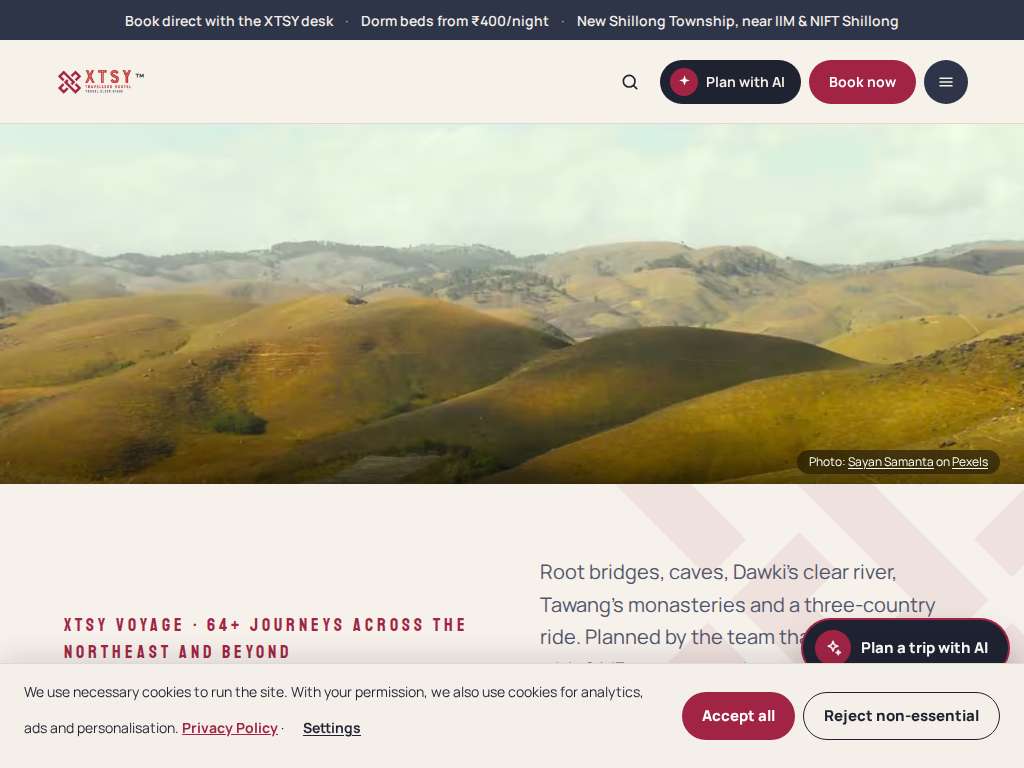 Book direct with the XTSY desk · Dorm beds from ₹400/night · New Shillong Township, near IIM & NIFT Shillong
XTSY™
Plan with AI
Book now
Photo: Sayan Samanta on Pexels
XTSY VOYAGE · 64+ JOURNEYS ACROSS THE
NORTHEAST AND BEYOND
Root bridges, caves, Dawki’s clear river,
Tawang’s monasteries and a three-country
ride. Planned by the team
Plan a trip with AI
We use necessary cookies to run the site. With your permission, we also use cookies for analytics,
ads and personalisation. Privacy Policy · Settings
Accept all
Reject non-essential